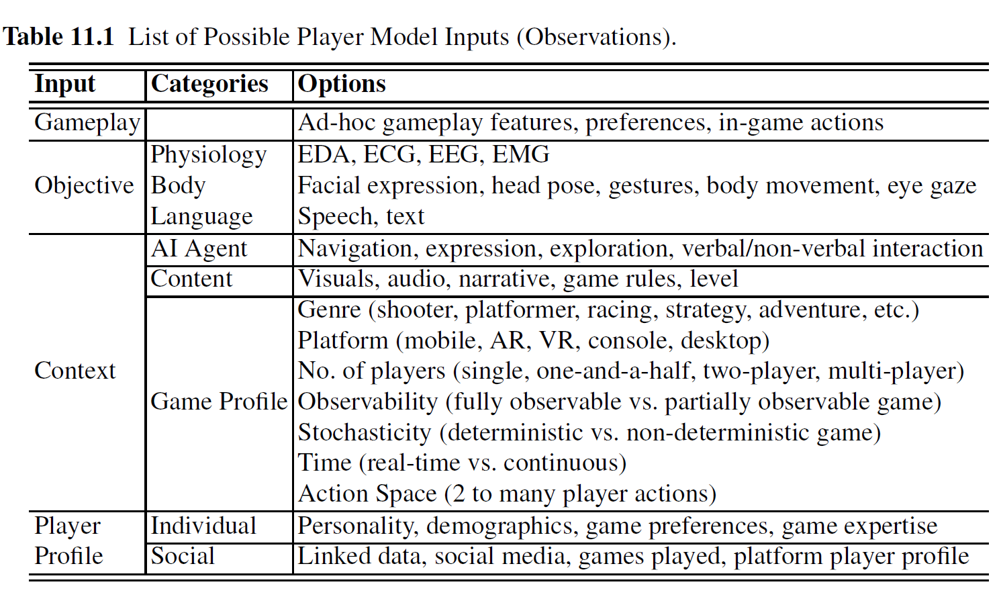 Table 11.1 List of Possible Player Model Inputs (Observations).
Input Categories Options
Gameplay Ad-hoc gameplay features, preferences, in-game actions
Physiology EDA, ECG, EEG, EMG
Objective Body Facial expression, head pose, gestures, body movement, eye gaze
Language Speech, text
AI Agent Navigation, expression, exploration, verbal/non-verbal interaction
Content Visuals, audio, narrative, game rules, level
Genre (shooter, platformer, racing, strategy, adventure, etc.)
Platform (mobile, AR, VR, console, desktop)
Context No. of players (single, one-and-a-half, two-player, multi-player)
Game Profile Observability (fully observable vs. partially observable game)
Stochasticity (deterministic vs. non-deterministic game)
Time (real-time vs. continuous)
Action Space (2 to many player actions)
Player Individual Personality, demographics, game preferences, game expertise
Profile Social Linked data, social media, games played, platform player profile